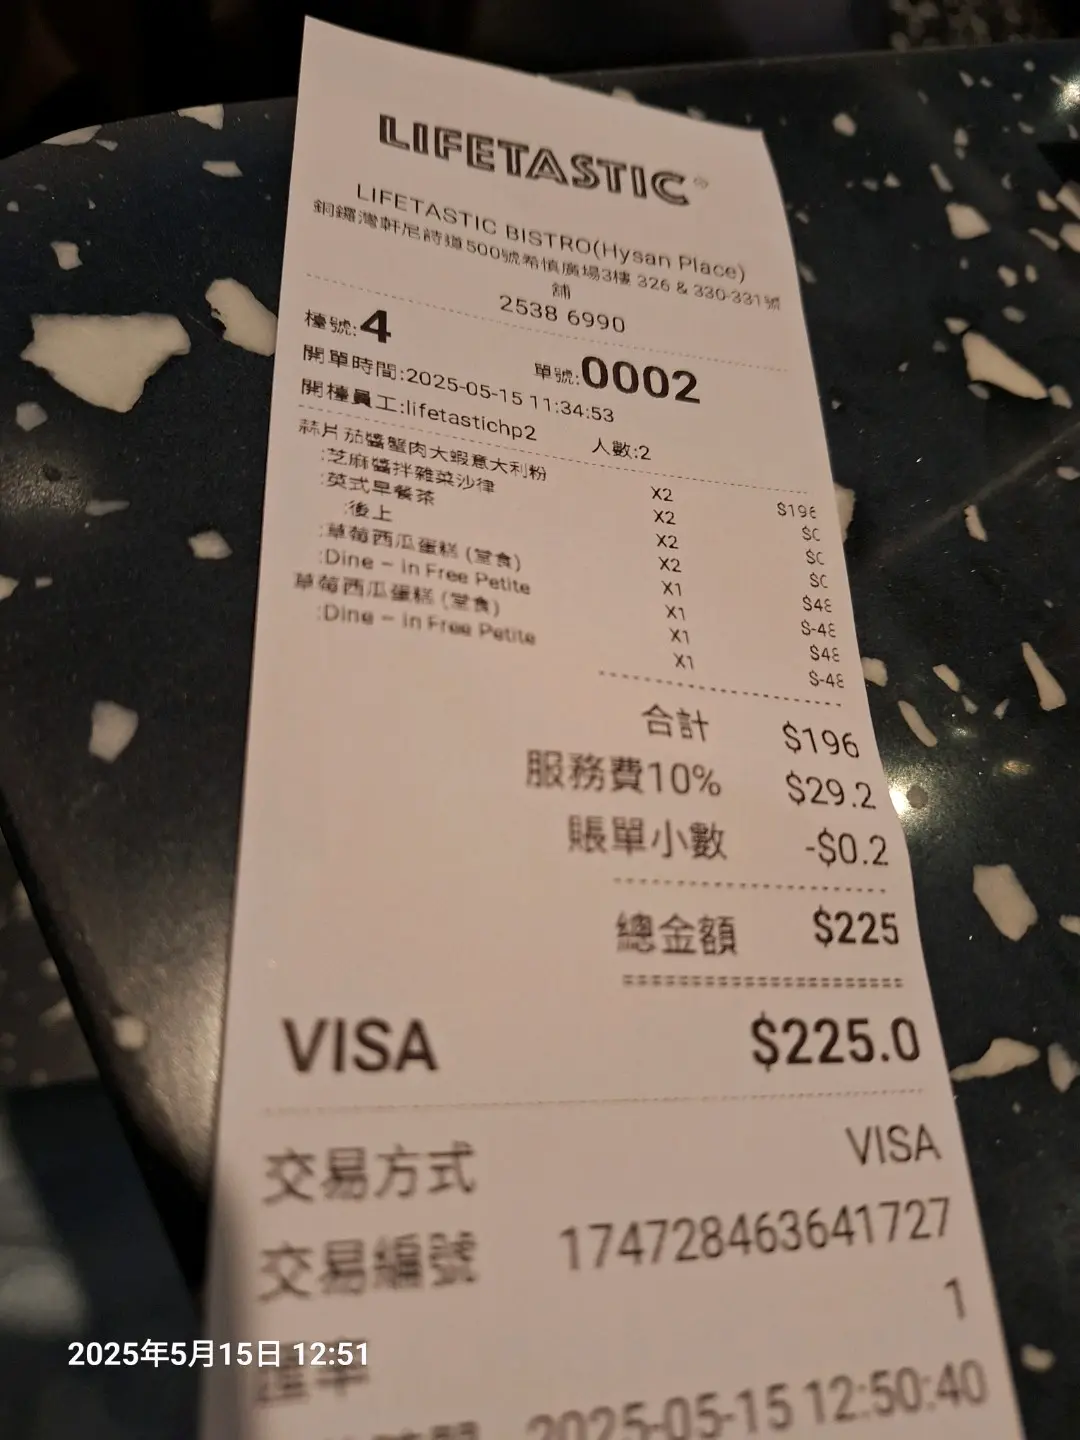 LIFETASTIC®
LIFETASTIC BISTRO(Hysan Place)
銅鑼灣軒尼詩道500號希慎廣場3樓 326 & 330-331號
舖
2538 6990
檯號:4 單號:0002
開單時間:2025-05-15 11:34:53
開檯員工:lifetastichp2 人數:2
蒜片茄醬蟹肉大蝦意大利粉 X2 $196
:芝麻醬拌雜菜沙律 X2 $0
:英式早餐茶 X2 $0
:後上 X2 $0
:草莓西瓜蛋糕 (堂食) X1 $48
:Dine - in Free Petite X1 $-48
草莓西瓜蛋糕 (堂食) X1 $48
:Dine - in Free Petite X1 $-48
合計 $196
服務費10% $29.2
賬單小數 -$0.2
總金額 $225
VISA $225.0
交易方式 VISA
交易編號 174728463641727
1
匯率
2025-05-15 12:50:40
2025年5月15日 12:51